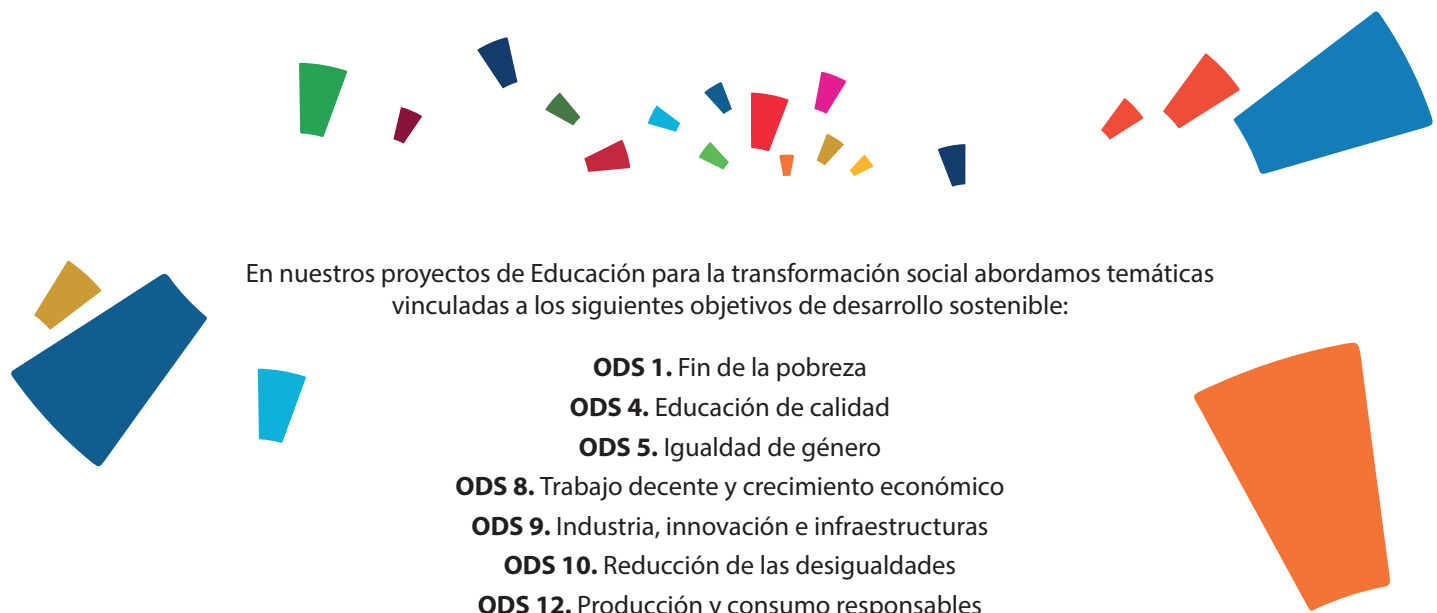 En nuestros proyectos de Educación para la transformación social abordamos temáticas
vinculadas a los siguientes objetivos de desarrollo sostenible:
ODS 1. Fin de la pobreza
ODS 4. Educación de calidad
ODS 5. Igualdad de género
ODS 8. Trabajo decente y crecimiento económico
ODS 9. Industria, innovación e infraestructuras
ODS 10. Reducción de las desigualdades
ODS 12. Producción y consumo responsables